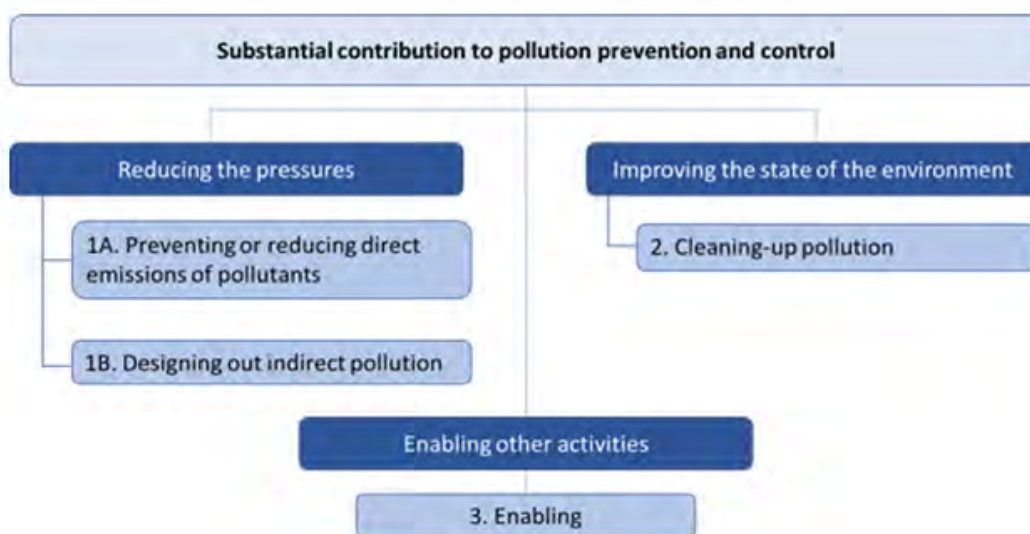 Substantial contribution to pollution prevention and control
Reducing the pressures
1A. Preventing or reducing direct
emissions of pollutants
1B. Designing out indirect pollution
Improving the state of the environment
2. Cleaning-up pollution
Enabling other activities
3. Enabling